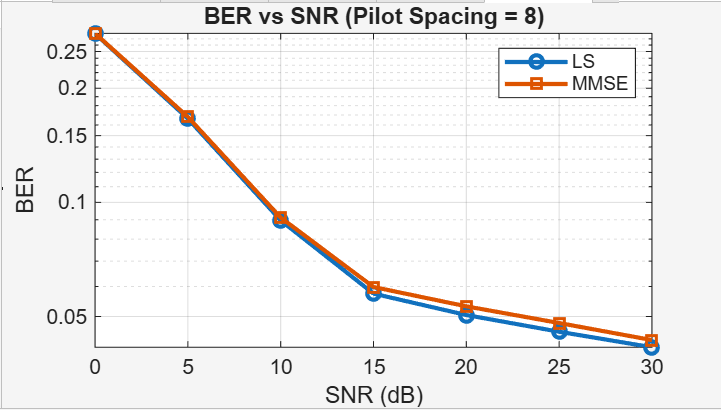 BER vs SNR (Pilot Spacing = 8)
LS
MMSE
0.25
0.2
0.15
0.1
0.05
BER
0 5 10 15 20 25 30
SNR (dB)